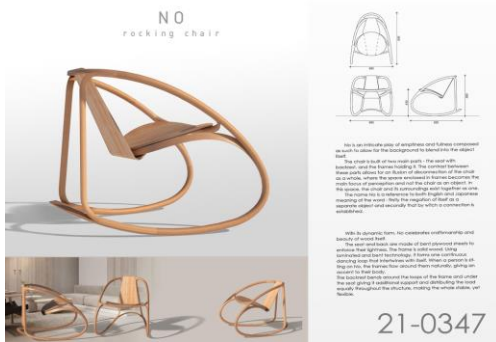 NO
rocking chair
No is an intricate play of emptiness and fullness composed
as such to allow for the background to blend into the object
itself.
The chair is built of two main parts - the seat with
backrest, and the frames holding it. The contrast between
these parts allows for an illusion of disconnection of the chair
as a whole, where the space enclosed in frames becomes the
main focus of perception and not the chair as an object. In
this space, the chair and its surroundings exist together as one.
The name No is a reference to both English and Japanese
meaning of the word - firstly the negation of itself as a
separate object and secondly that by which a connection is
established.
With its dynamic form, No celebrates craftsmanship and
beauty of wood itself.
The seat and back are made of bent plywood sheets to
enhance their lightness. The frame is solid wood. Using
laminated and bent technology, it forms one continuous
dancing loop that intertwines with itself. When a person is sit-
ting on No, the frames flow around them naturally, giving an
accent to their body.
The backrest bends around the loops of the frame and under
the seat giving it additional support and distributing the load
equally throughout the structure, making the whole stable, yet
flexible.
21-0347